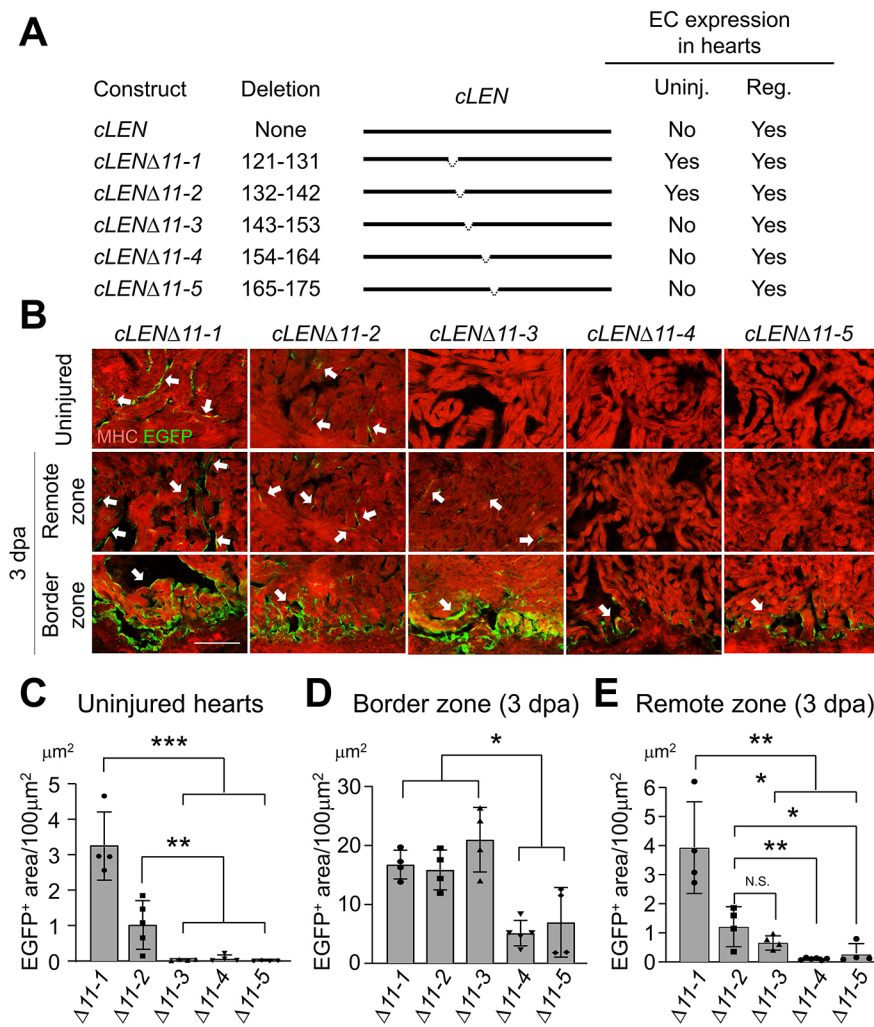 A
EC expression
in hearts
Construct Deletion cLEN Uninj. Reg.
cLEN None No Yes
cLENΔ11-1 121-131 Yes Yes
cLENΔ11-2 132-142 Yes Yes
cLENΔ11-3 143-153 No Yes
cLENΔ11-4 154-164 No Yes
cLENΔ11-5 165-175 No Yes
B
cLENΔ11-1 cLENΔ11-2 cLENΔ11-3 cLENΔ11-4 cLENΔ11-5
Uninjured
MHC EGFP
3 dpa
Remote
zone
Border
zone
C Uninjured hearts
μm²
EGFP⁺ area/100μm²
***
**
5
4
3
2
1
0
Δ11-1 Δ11-2 Δ11-3 Δ11-4 Δ11-5
D Border zone (3 dpa)
μm²
EGFP⁺ area/100μm²
*
30
20
10
0
Δ11-1 Δ11-2 Δ11-3 Δ11-4 Δ11-5
E Remote zone (3 dpa)
μm²
EGFP⁺ area/100μm²
**
*
*
**
N.S.
6
5
4
3
2
1
0
Δ11-1 Δ11-2 Δ11-3 Δ11-4 Δ11-5